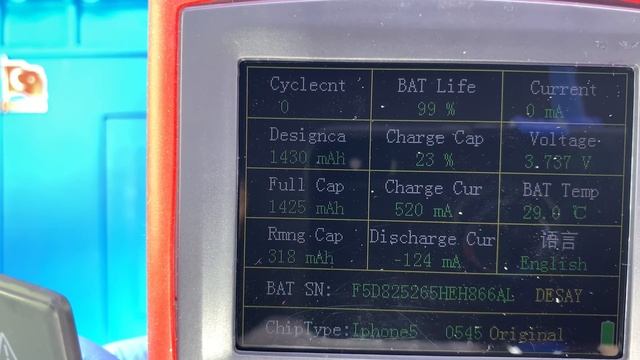 Cyclecnt BAT Life Current
0 99 % 0 mA
Designca Charge Cap Voltage
1430 mAh 23 % 3.737 V
Full Cap Charge Cur BAT Temp
1425 mAh 520 mA 29.0 ℃
Rmng Cap Discharge Cur 语言
318 mAh -124 mA English
BAT SN: F5D825265HEH866AL DESAY
ChipType:Iphone5 0545 Original